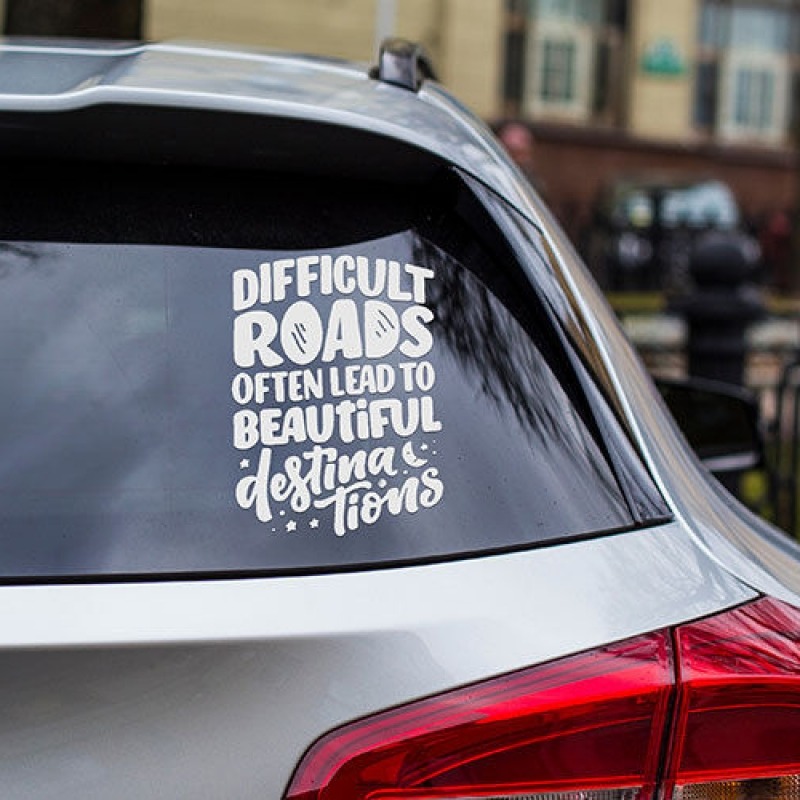 DIFFICULT
ROADS
OFTEN LEAD TO
BEAUTiFUL
destina
tions